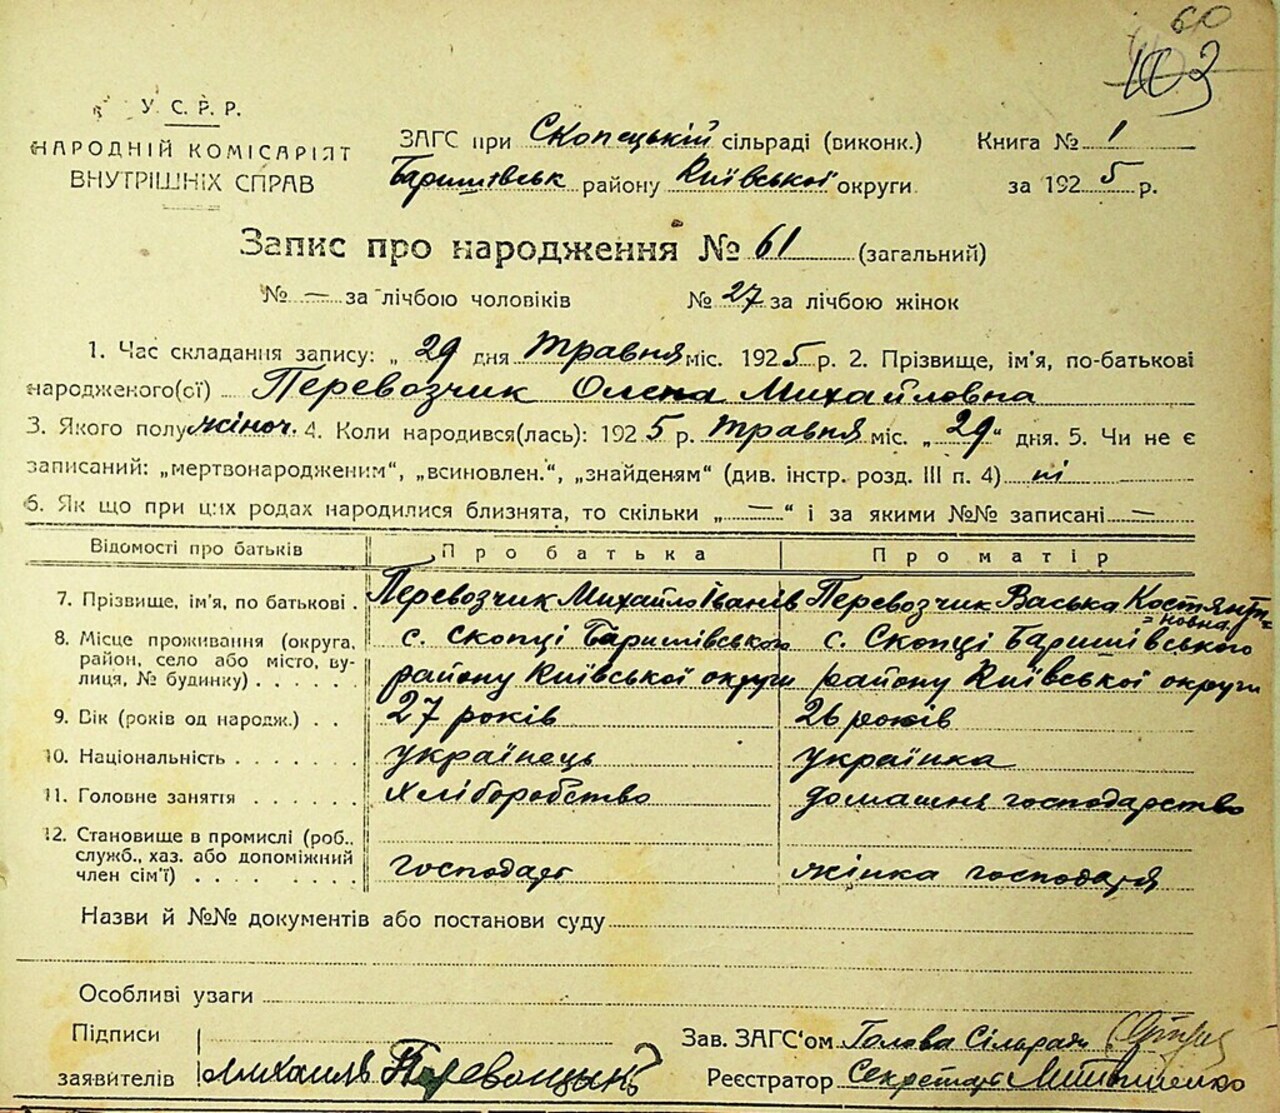 60
103
У. С. Р. Р.
НАРОДНІЙ КОМІСАРІЯТ
ВНУТРІШНІХ СПРАВ
ЗАГС при Скопецькій сільраді (виконк.)
Баришівськ району Київської округи
Книга № 1
за 1925 р.
Запис про народження № 61 (загальний)
№ — за лічбою чоловіків № 27 за лічбою жінок
1. Час складання запису: „ 29 дня травня міс. 1925 р. 2. Прізвище, ім'я, по-батькові
народженого(ої) Перевозчик Олена Михайловна
3. Якого полу жіноч. 4. Коли народився(лась): 1925 р. травня міс. „29“ дня. 5. Чи не є
записаний: „мертвонародженим“, „всиновлен.“, „знайденям“ (див. інстр. розд. III п. 4) ні
6. Як що при цих родах народилися близнята, то скільки „ — “ і за якими №№ записані —
Відомості про батьків Про батька Про матір
7. Прізвище, ім'я, по батькові . Перевозчик Михайло Іванів Перевозчик Васька Костянти=
=новна
8. Місце проживання (округа, с. Скопці Баришівського с. Скопці Баришівського
район, село або місто, ву-
лиця, № будинку) . . . . . району Київської округи району Київської округи
9. Вік (років од народж.) . . 27 років 26 років
10. Національність . . . . . . . українець українка
11. Головне заняття . . . . . . хліборобство домашнє господарство
12. Становище в промислі (роб.,
служб., хаз. або допоміжний
член сім'ї) . . . . . . . . господарь жінка господаря
Назви й №№ документів або постанови суду
Особливі узаги
Підписи
заявителів Михаиль Перевощыкъ
Зав. ЗАГС'ом Голова Сільради
Реєстратор Секретарь